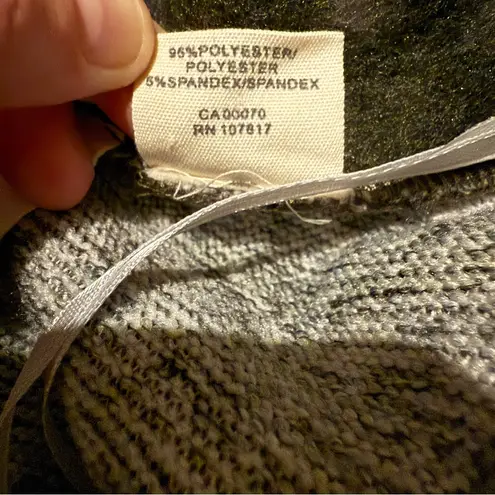 95%POLYESTER/
POLYESTER
5%SPANDEX/SPANDEX
CA00070
RN 107817